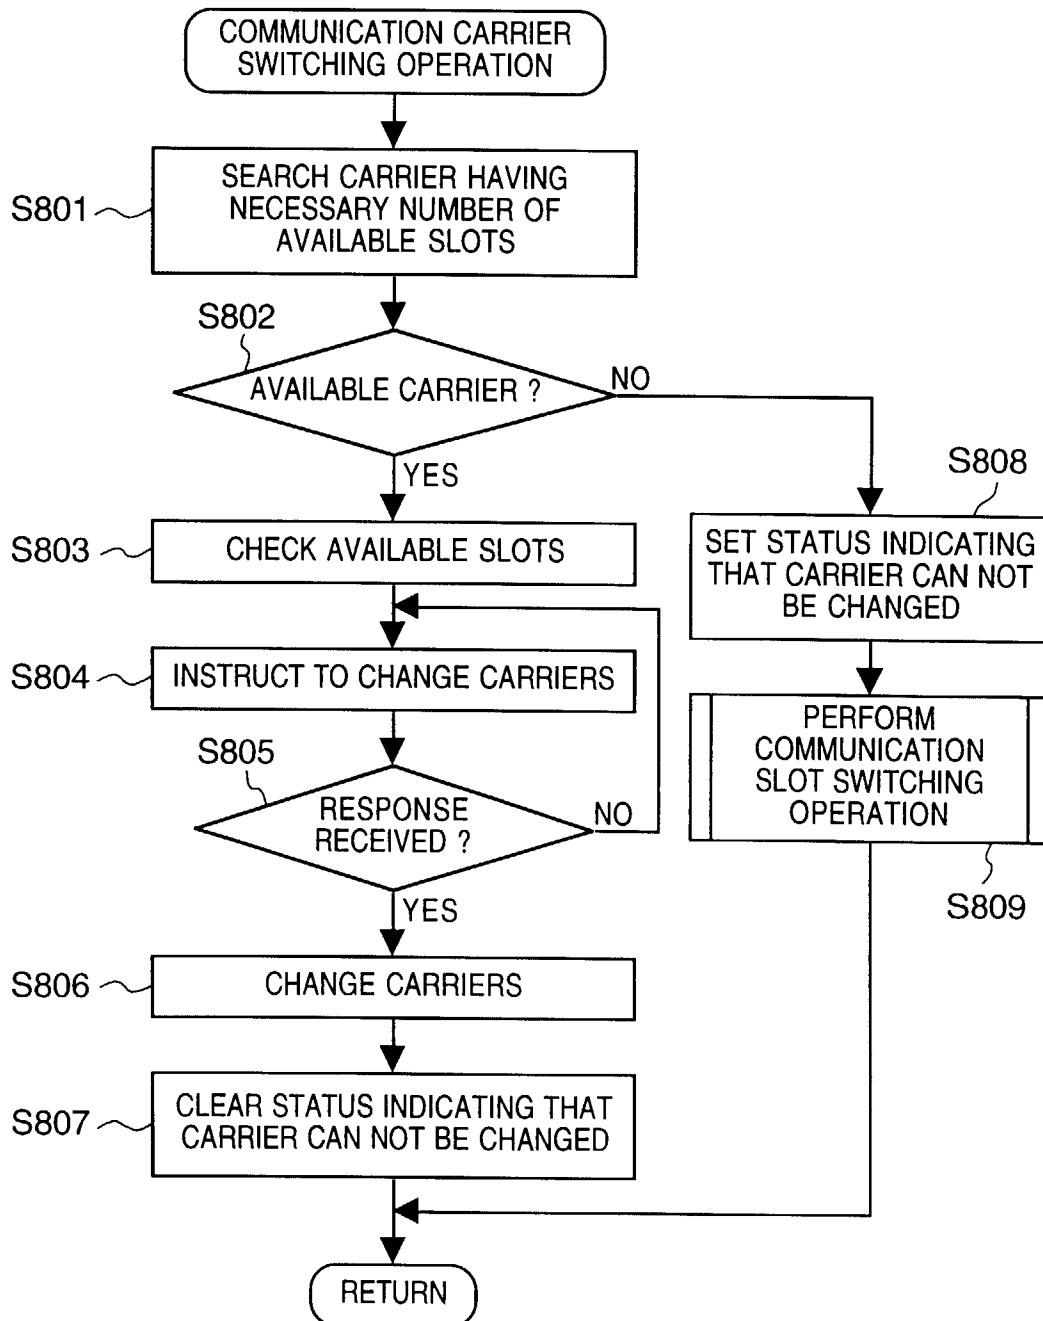 COMMUNICATION CARRIER
SWITCHING OPERATION
S801
SEARCH CARRIER HAVING
NECESSARY NUMBER OF
AVAILABLE SLOTS
S802
AVAILABLE CARRIER ?
NO
YES
S803
CHECK AVAILABLE SLOTS
S804
INSTRUCT TO CHANGE CARRIERS
S805
RESPONSE
RECEIVED ?
NO
YES
S806
CHANGE CARRIERS
S807
CLEAR STATUS INDICATING THAT
CARRIER CAN NOT BE CHANGED
S808
SET STATUS INDICATING
THAT CARRIER CAN NOT
BE CHANGED
PERFORM
COMMUNICATION
SLOT SWITCHING
OPERATION
S809
RETURN